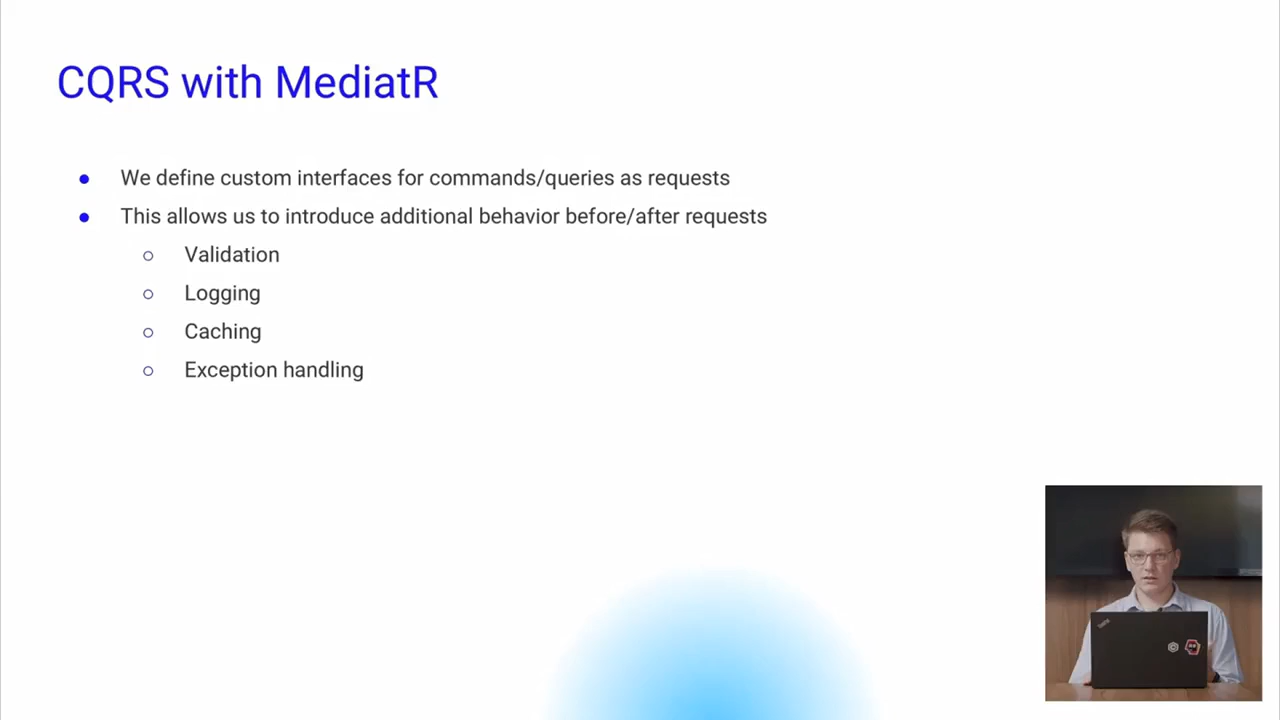 CQRS with MediatR
● We define custom interfaces for commands/queries as requests
● This allows us to introduce additional behavior before/after requests
○ Validation
○ Logging
○ Caching
○ Exception handling